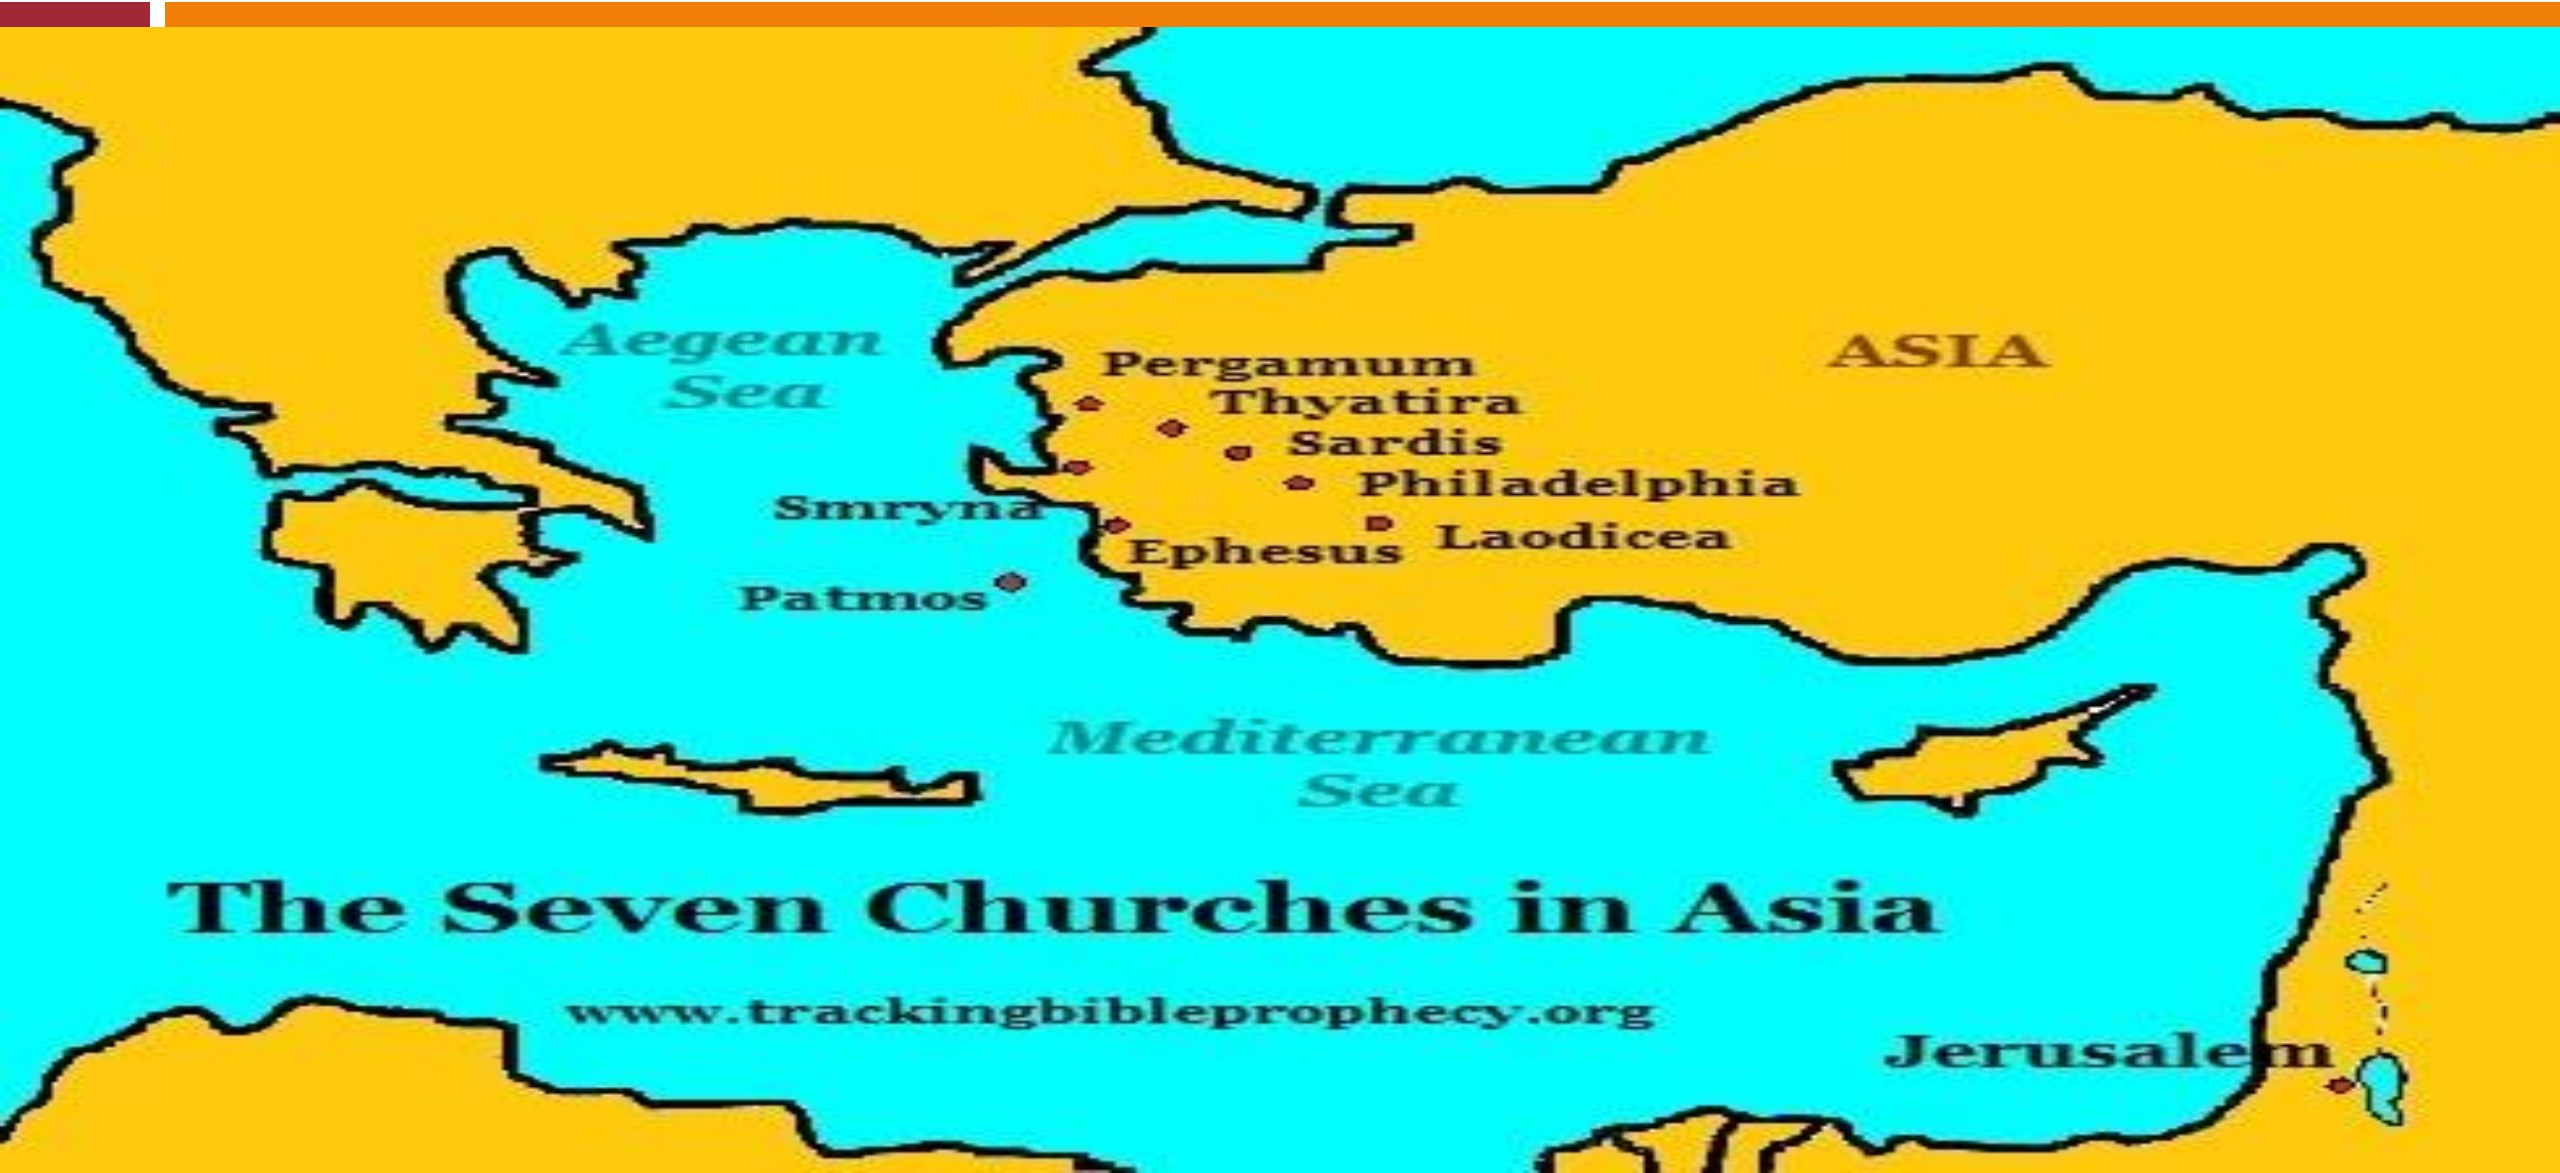 Aegean
Sea
ASIA
Pergamum
Thyatira
Sardis
Philadelphia
Smryna
Laodicea
Ephesus
Patmos
Mediterranean
Sea
The Seven Churches in Asia
www.trackingbibleprophecy.org
Jerusalem